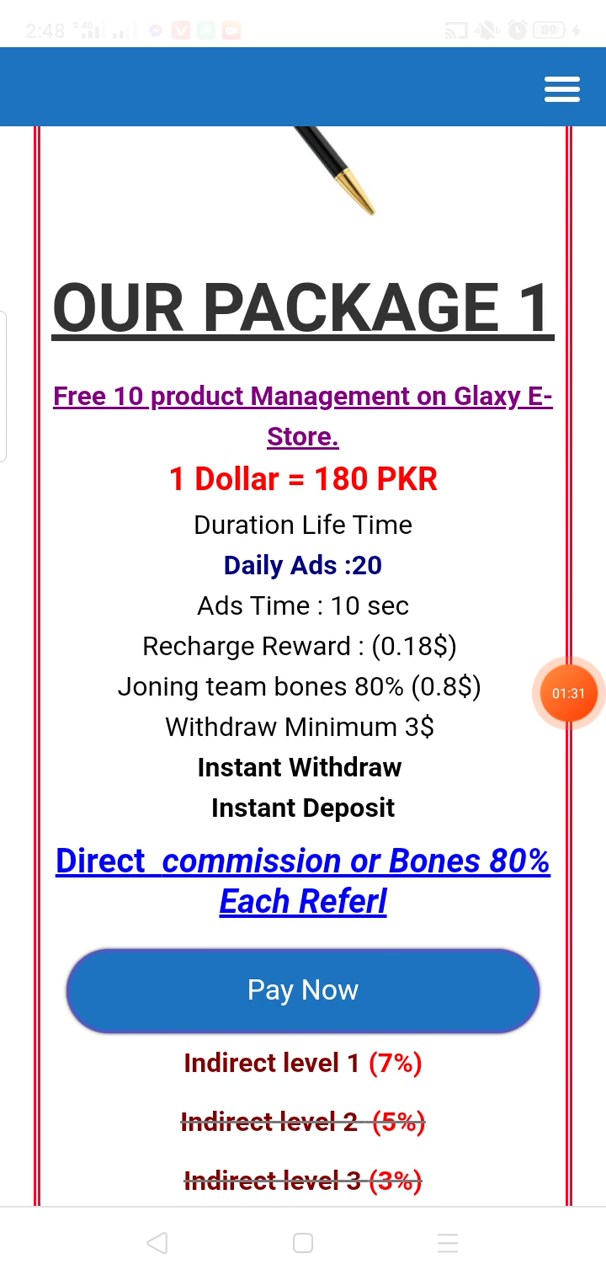 2:48
89
OUR PACKAGE 1
Free 10 product Management on Glaxy E-
Store.
1 Dollar = 180 PKR
Duration Life Time
Daily Ads :20
Ads Time : 10 sec
Recharge Reward : (0.18$)
Joning team bones 80% (0.8$)
01:31
Withdraw Minimum 3$
Instant Withdraw
Instant Deposit
Direct commission or Bones 80%
Each Referl
Pay Now
Indirect level 1 (7%)
Indirect level 2 (5%)
Indirect level 3 (3%)